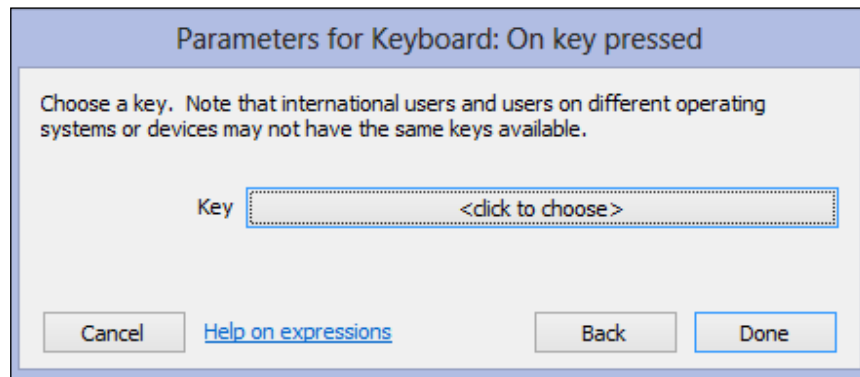 Parameters for Keyboard: On key pressed
Choose a key.  Note that international users and users on different operating
systems or devices may not have the same keys available.
Key <click to choose>
Cancel Help on expressions Back Done